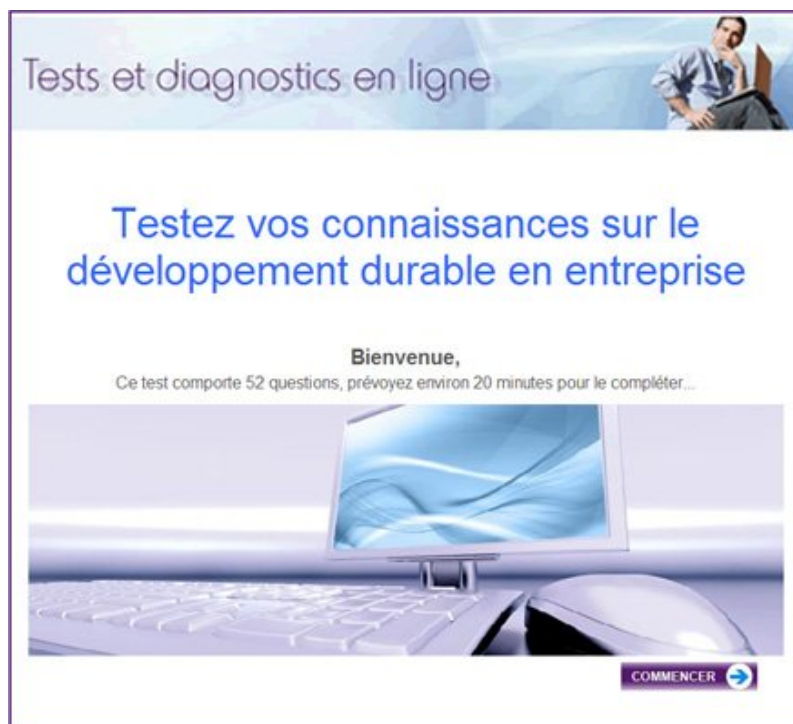 Tests et diagnostics en ligne
Testez vos connaissances sur le
développement durable en entreprise
Bienvenue,
Ce test comporte 52 questions, prévoyez environ 20 minutes pour le compléter...
COMMENCER